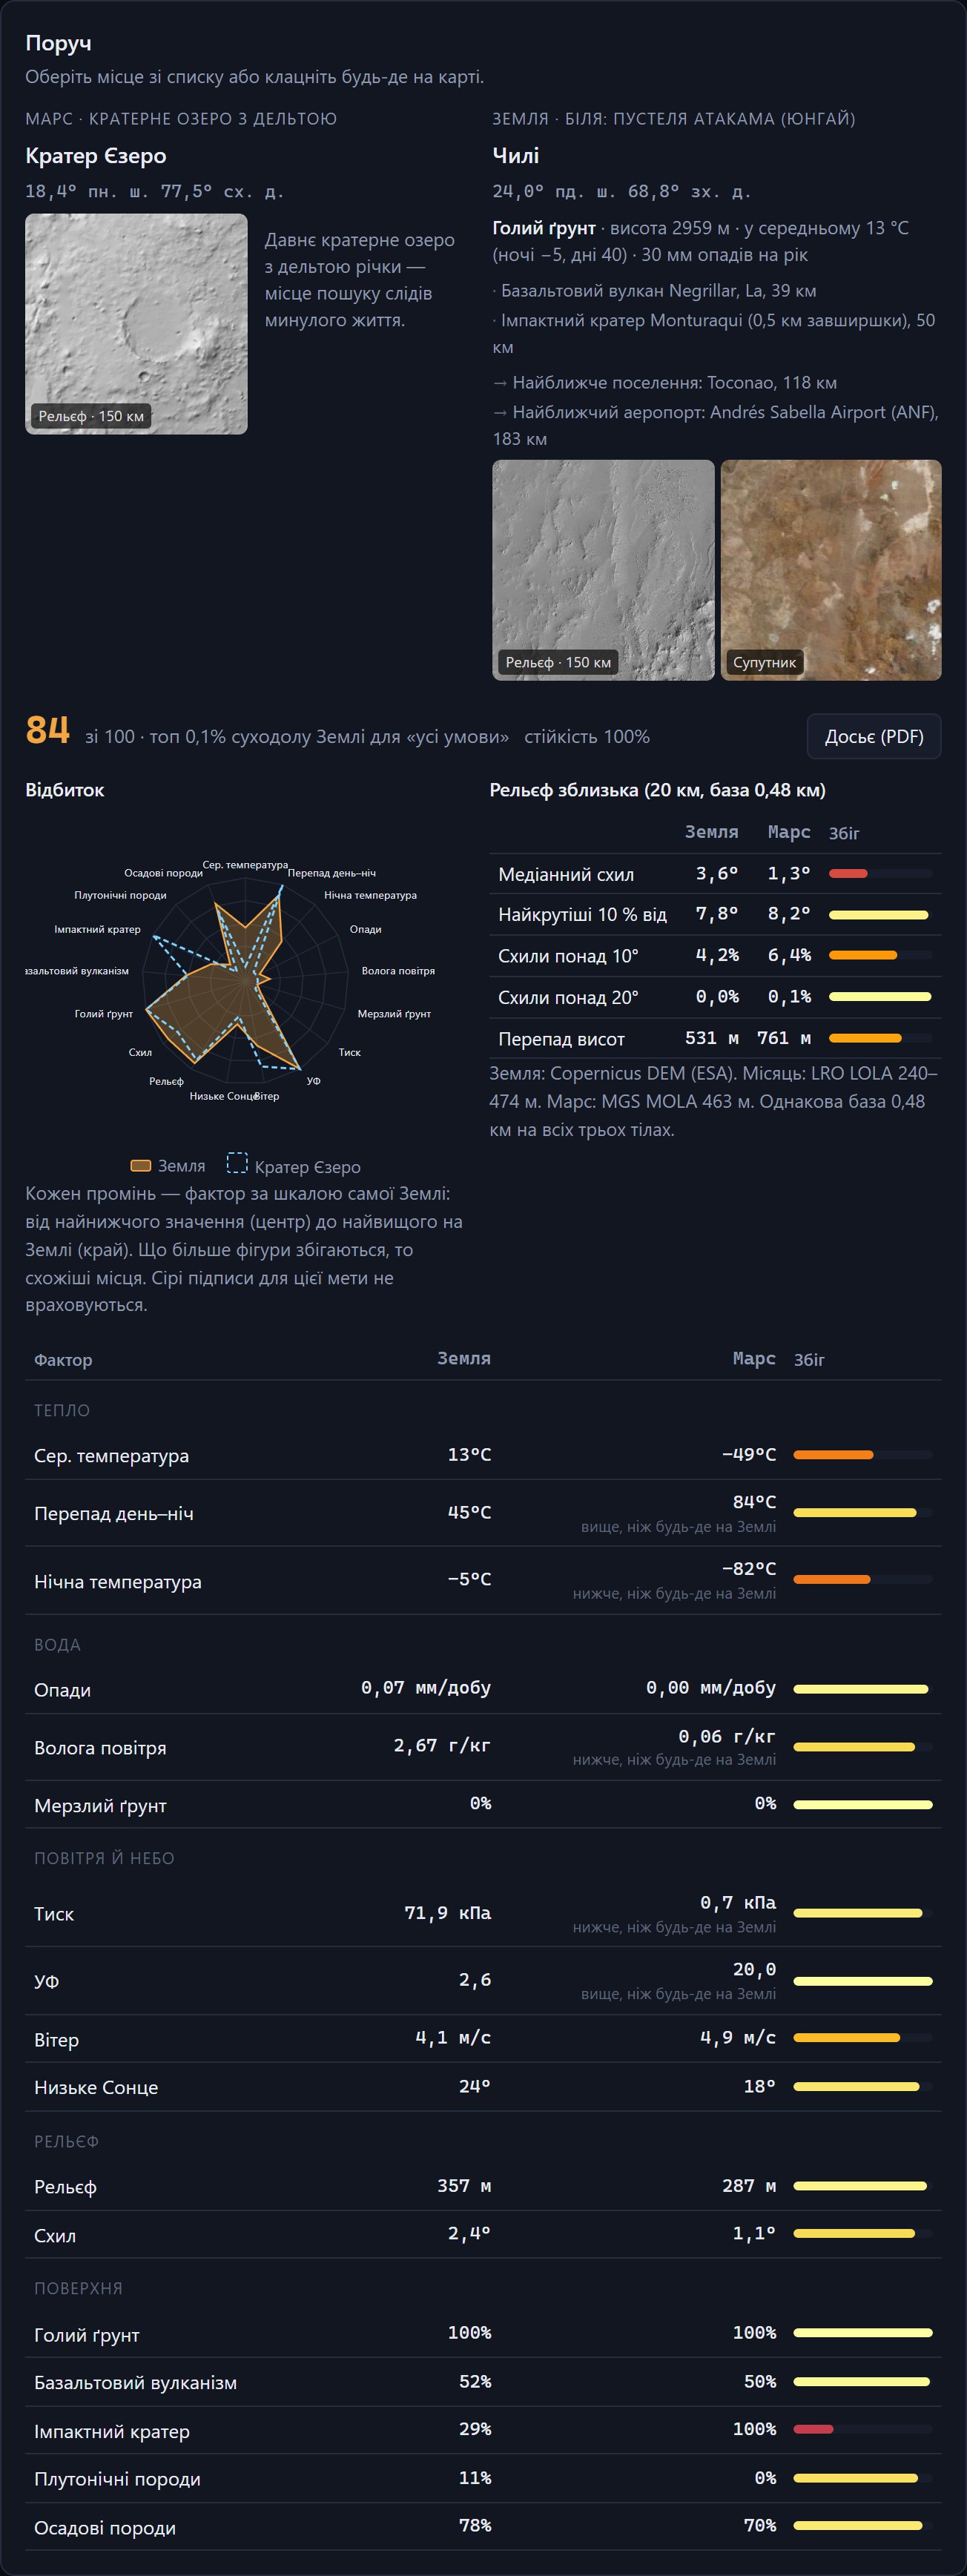 Поруч
Оберіть місце зі списку або клацніть будь-де на карті.
МАРС · КРАТЕРНЕ ОЗЕРО З ДЕЛЬТОЮ
Кратер Єзеро
18,4° пн. ш. 77,5° сх. д.
Давнє кратерне озеро
з дельтою річки —
місце пошуку слідів
минулого життя.
Рельєф · 150 км
ЗЕМЛЯ · БІЛЯ: ПУСТЕЛЯ АТАКАМА (ЮНГАЙ)
Чилі
24,0° пд. ш. 68,8° зх. д.
Голий ґрунт · висота 2959 м · у середньому 13 °C
(ночі −5, дні 40) · 30 мм опадів на рік
· Базальтовий вулкан Negrillar, La, 39 км
· Імпактний кратер Monturaqui (0,5 км завширшки), 50
км
→ Найближче поселення: Toconao, 118 км
→ Найближчий аеропорт: Andrés Sabella Airport (ANF),
183 км
Рельєф · 150 км
Супутник
84 зі 100 · топ 0,1% суходолу Землі для «усі умови» стійкість 100%
Досьє (PDF)
Відбиток
Сер. температура
Перепад день–ніч
Нічна температура
Опади
Волога повітря
Мерзлий ґрунт
Тиск
УФ
Вітер
Низьке Сонце
Рельєф
Схил
Голий ґрунт
зальтовий вулканізм
Імпактний кратер
Плутонічні породи
Осадові породи
Земля Кратер Єзеро
Кожен промінь — фактор за шкалою самої Землі:
від найнижчого значення (центр) до найвищого на
Землі (край). Що більше фігури збігаються, то
схожіші місця. Сірі підписи для цієї мети не
враховуються.
Рельєф зблизька (20 км, база 0,48 км)
Земля Марс Збіг
Медіанний схил 3,6° 1,3°
Найкрутіші 10 % від 7,8° 8,2°
Схили понад 10° 4,2% 6,4%
Схили понад 20° 0,0% 0,1%
Перепад висот 531 м 761 м
Земля: Copernicus DEM (ESA). Місяць: LRO LOLA 240–
474 м. Марс: MGS MOLA 463 м. Однакова база 0,48
км на всіх трьох тілах.
Фактор Земля Марс Збіг
ТЕПЛО
Сер. температура 13°C −49°C
Перепад день–ніч 45°C 84°C
вище, ніж будь-де на Землі
Нічна температура −5°C −82°C
нижче, ніж будь-де на Землі
ВОДА
Опади 0,07 мм/добу 0,00 мм/добу
Волога повітря 2,67 г/кг 0,06 г/кг
нижче, ніж будь-де на Землі
Мерзлий ґрунт 0% 0%
ПОВІТРЯ Й НЕБО
Тиск 71,9 кПа 0,7 кПа
нижче, ніж будь-де на Землі
УФ 2,6 20,0
вище, ніж будь-де на Землі
Вітер 4,1 м/с 4,9 м/с
Низьке Сонце 24° 18°
РЕЛЬЄФ
Рельєф 357 м 287 м
Схил 2,4° 1,1°
ПОВЕРХНЯ
Голий ґрунт 100% 100%
Базальтовий вулканізм 52% 50%
Імпактний кратер 29% 100%
Плутонічні породи 11% 0%
Осадові породи 78% 70%